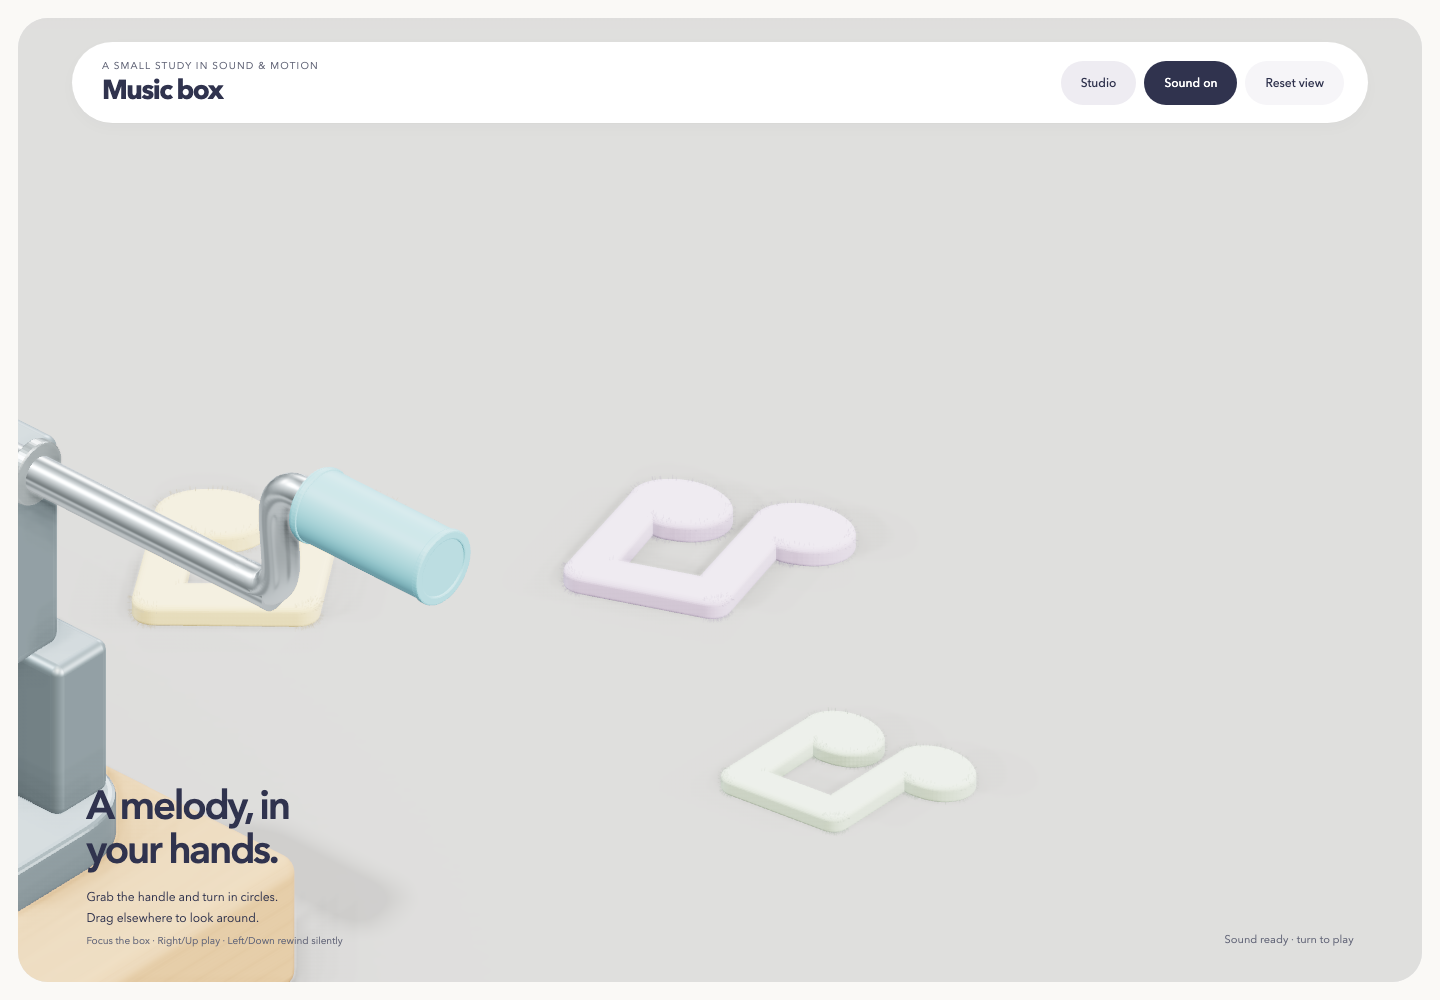 A SMALL STUDY IN SOUND & MOTION
Music box
Studio
Sound on
Reset view
A melody, in
your hands.
Grab the handle and turn in circles.
Drag elsewhere to look around.
Focus the box · Right/Up play · Left/Down rewind silently
Sound ready · turn to play